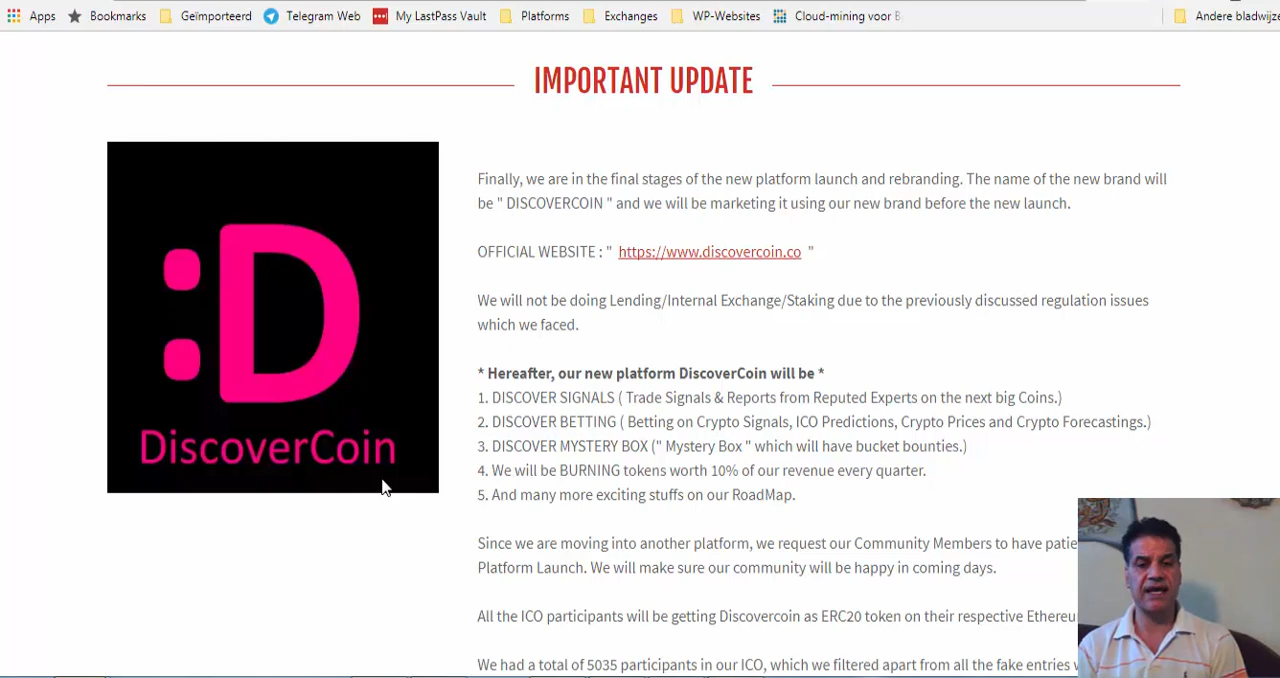 Apps Bookmarks Geïmporteerd Telegram Web My LastPass Vault Platforms Exchanges WP-Websites Cloud-mining voor B Andere bladwijze
IMPORTANT UPDATE
:D
DiscoverCoin
Finally, we are in the final stages of the new platform launch and rebranding. The name of the new brand will
be " DISCOVERCOIN " and we will be marketing it using our new brand before the new launch.
OFFICIAL WEBSITE : " https://www.discovercoin.co "
We will not be doing Lending/Internal Exchange/Staking due to the previously discussed regulation issues
which we faced.
* Hereafter, our new platform DiscoverCoin will be *
1. DISCOVER SIGNALS ( Trade Signals & Reports from Reputed Experts on the next big Coins.)
2. DISCOVER BETTING ( Betting on Crypto Signals, ICO Predictions, Crypto Prices and Crypto Forecastings.)
3. DISCOVER MYSTERY BOX (" Mystery Box " which will have bucket bounties.)
4. We will be BURNING tokens worth 10% of our revenue every quarter.
5. And many more exciting stuffs on our RoadMap.
Since we are moving into another platform, we request our Community Members to have patie
Platform Launch. We will make sure our community will be happy in coming days.
All the ICO participants will be getting Discovercoin as ERC20 token on their respective Ethereu
We had a total of 5035 participants in our ICO, which we filtered apart from all the fake entries w